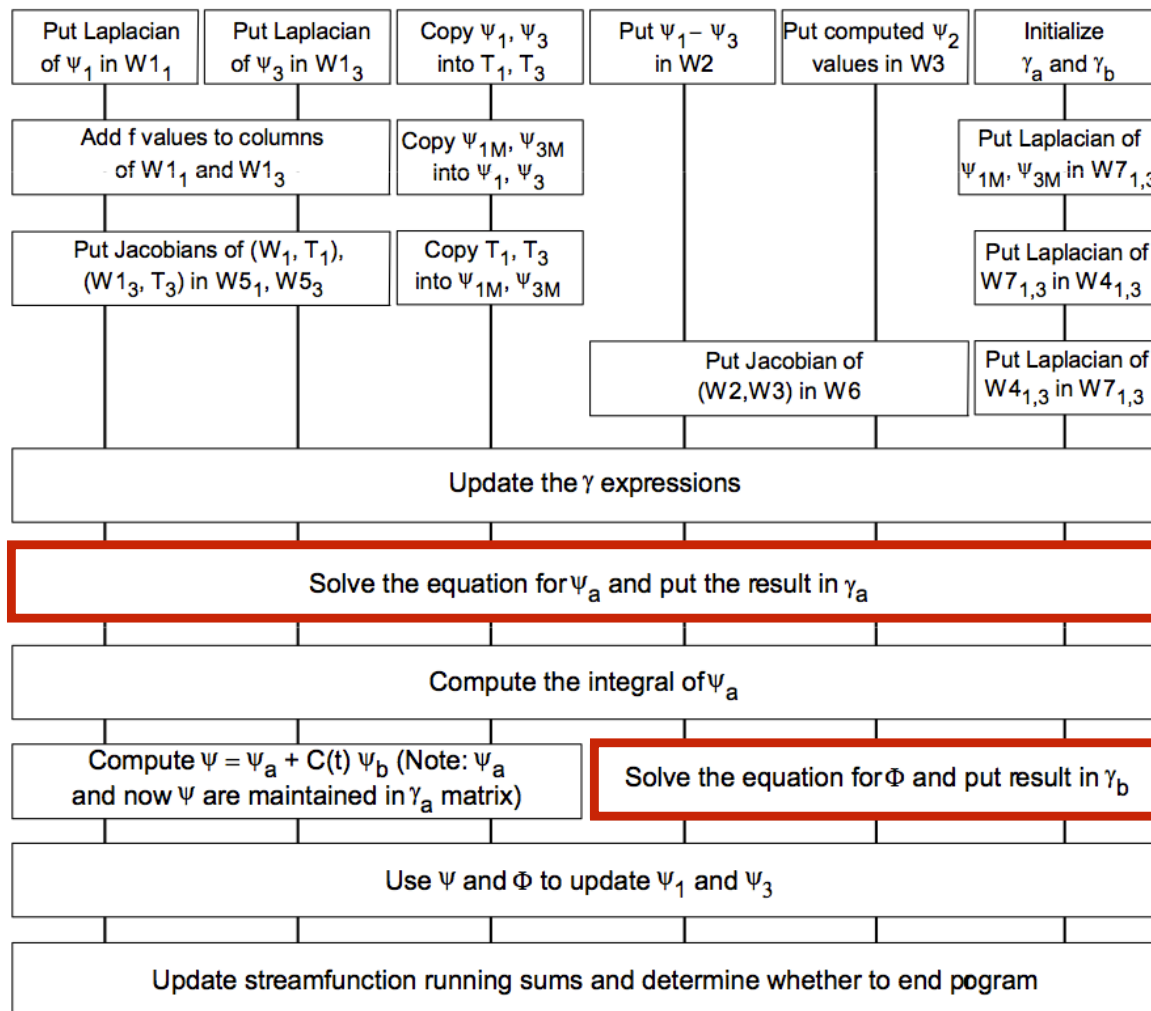 Put Laplacian
of ψ₁ in W1₁
Put Laplacian
of ψ₃ in W1₃
Copy ψ₁, ψ₃
into T₁, T₃
Put ψ₁ – ψ₃
in W2
Put computed ψ₂
values in W3
Initialize
γₐ and γ_b
Add f values to columns
of W1₁ and W1₃
Copy Ψ₁M, Ψ₃M
into Ψ₁, Ψ₃
Put Laplacian of
Ψ₁M, Ψ₃M in W7₁,₃
Put Jacobians of (W₁, T₁),
(W1₃, T₃) in W5₁, W5₃
Copy T₁, T₃
into Ψ₁M, Ψ₃M
Put Laplacian of
W7₁,₃ in W4₁,₃
Put Jacobian of
(W2,W3) in W6
Put Laplacian of
W4₁,₃ in W7₁,₃
Update the γ expressions
Solve the equation for Ψₐ and put the result in γₐ
Compute the integral of Ψₐ
Compute Ψ = Ψₐ + C(t) Ψ_b (Note: Ψₐ
and now Ψ are maintained in γₐ matrix)
Solve the equation for Φ and put result in γ_b
Use Ψ and Φ to update Ψ₁ and Ψ₃
Update streamfunction running sums and determine whether to end pogram